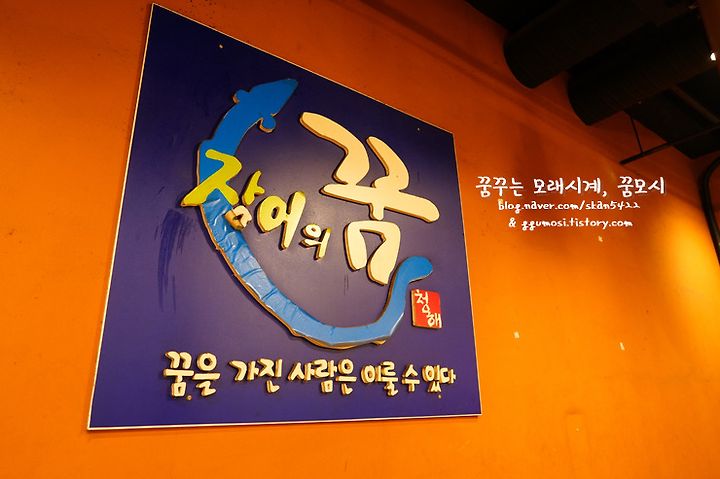 장어의 꿈
청해
꿈을 가진 사람은 이룰 수 있다
꿈꾸는 모래시계, 꿈모시
blog.naver.com/skan5422
& ggumosi.tistory.com